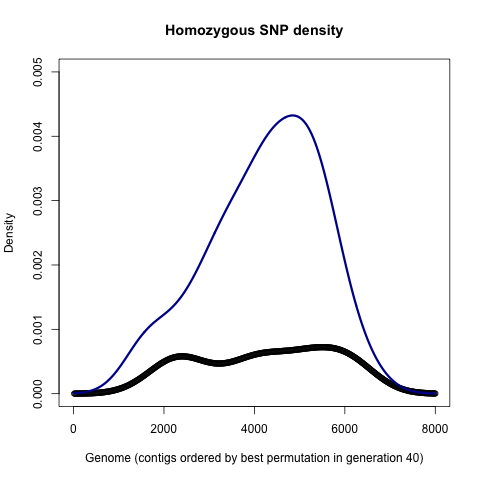 Homozygous SNP density
0.005
0.004
0.003
0.002
0.001
0.000
Density
0 2000 4000 6000 8000
Genome (contigs ordered by best permutation in generation 40)